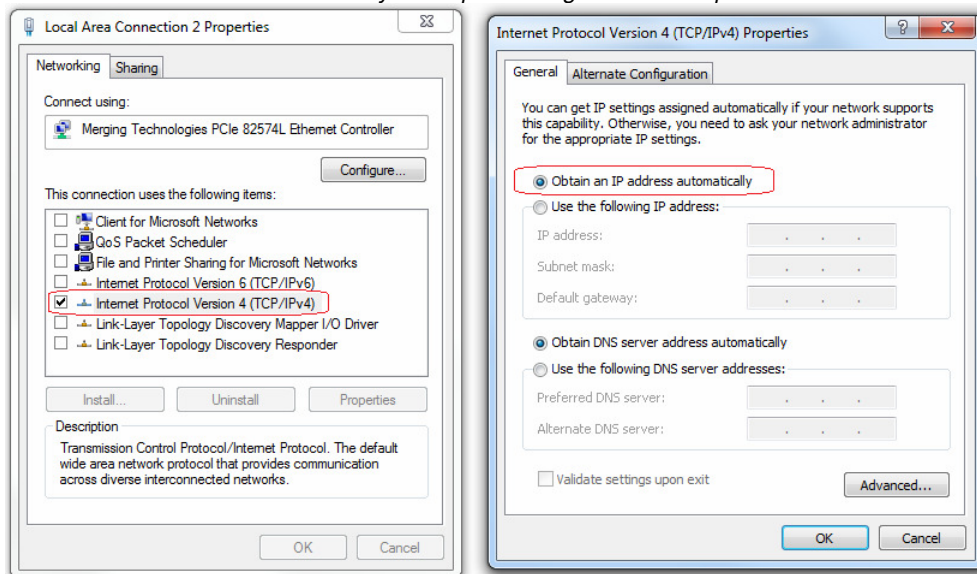 Local Area Connection 2 Properties
Networking
Sharing
Connect using:
Merging Technologies PCIe 82574L Ethernet Controller
Configure...
This connection uses the following items:
Client for Microsoft Networks
QoS Packet Scheduler
File and Printer Sharing for Microsoft Networks
Internet Protocol Version 6 (TCP/IPv6)
Internet Protocol Version 4 (TCP/IPv4)
Link-Layer Topology Discovery Mapper I/O Driver
Link-Layer Topology Discovery Responder
Install...
Uninstall
Properties
Description
Transmission Control Protocol/Internet Protocol. The default
wide area network protocol that provides communication
across diverse interconnected networks.
OK
Cancel
Internet Protocol Version 4 (TCP/IPv4) Properties
General
Alternate Configuration
You can get IP settings assigned automatically if your network supports
this capability. Otherwise, you need to ask your network administrator
for the appropriate IP settings.
Obtain an IP address automatically
Use the following IP address:
IP address:
Subnet mask:
Default gateway:
Obtain DNS server address automatically
Use the following DNS server addresses:
Preferred DNS server:
Alternate DNS server:
Validate settings upon exit
Advanced...
OK
Cancel